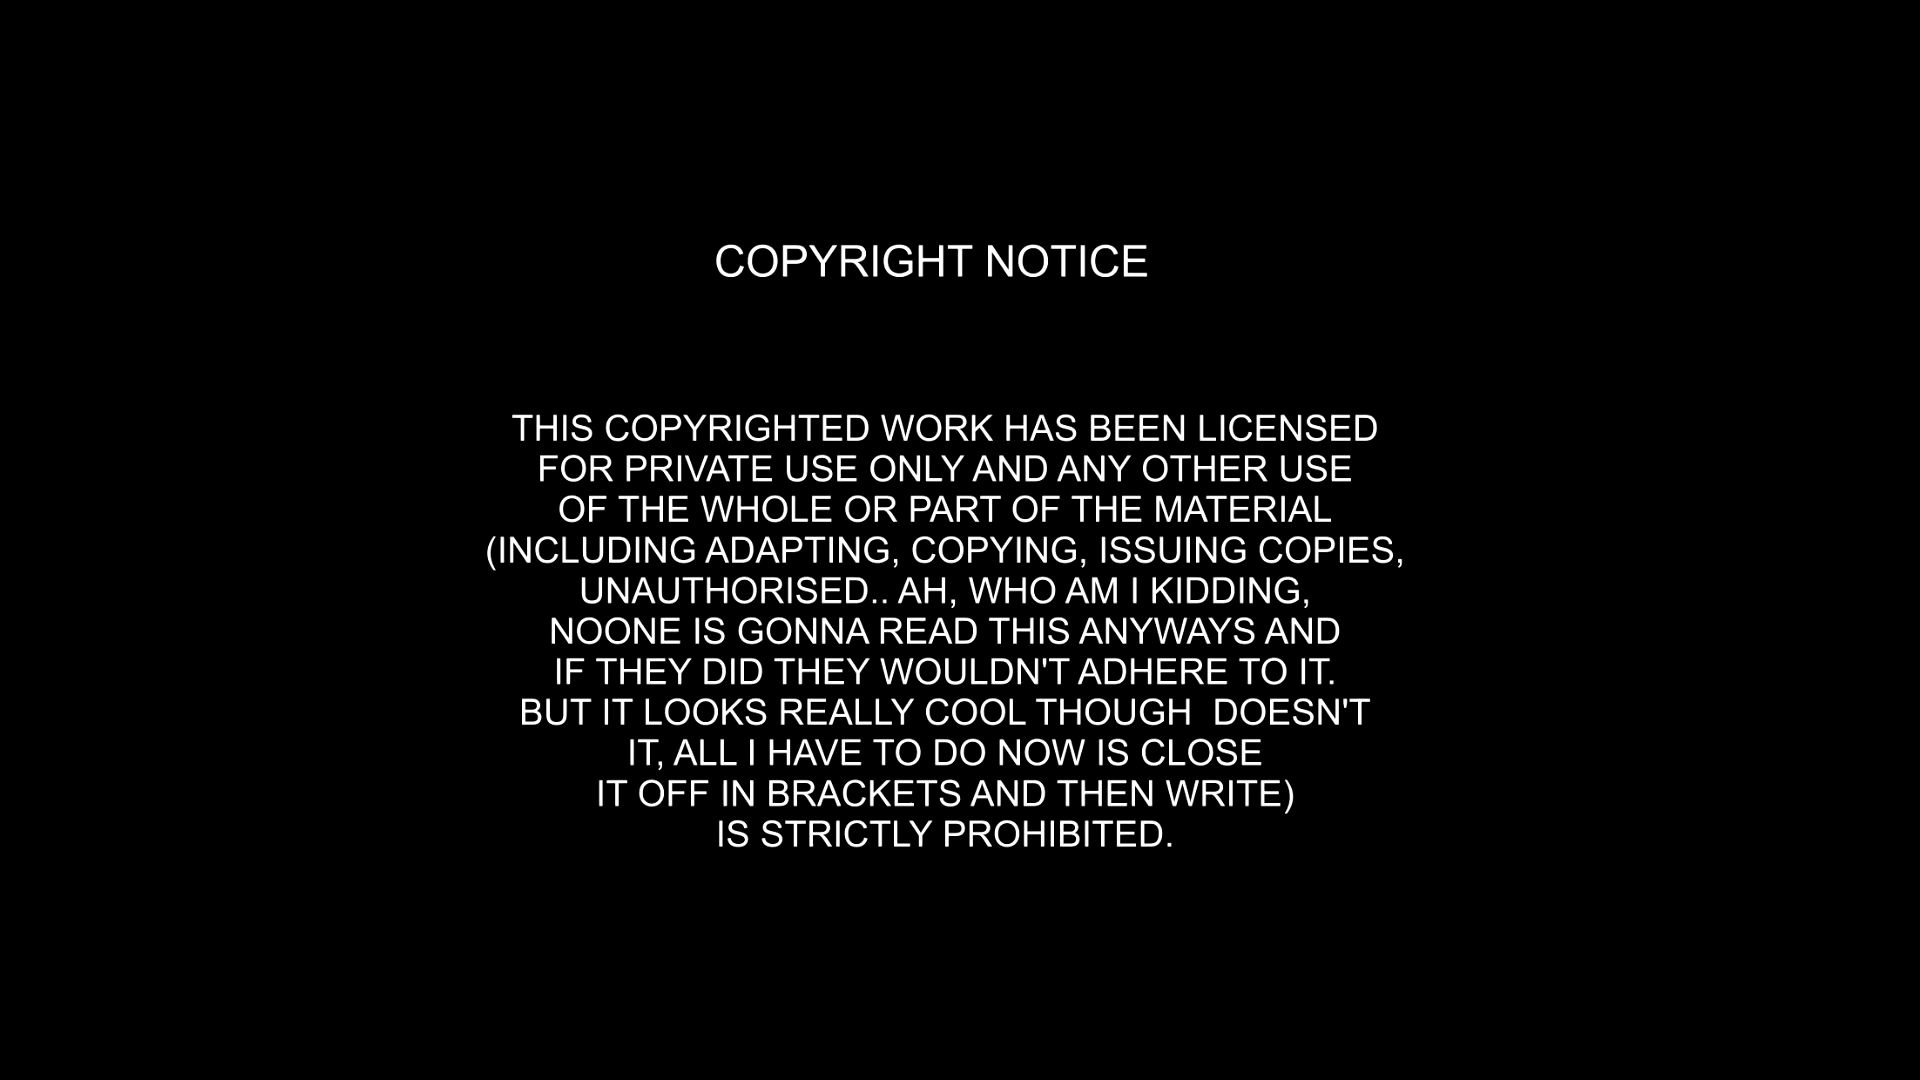 COPYRIGHT NOTICE
THIS COPYRIGHTED WORK HAS BEEN LICENSED
FOR PRIVATE USE ONLY AND ANY OTHER USE
OF THE WHOLE OR PART OF THE MATERIAL
(INCLUDING ADAPTING, COPYING, ISSUING COPIES,
UNAUTHORISED.. AH, WHO AM I KIDDING,
NOONE IS GONNA READ THIS ANYWAYS AND
IF THEY DID THEY WOULDN'T ADHERE TO IT.
BUT IT LOOKS REALLY COOL THOUGH  DOESN'T
IT, ALL I HAVE TO DO NOW IS CLOSE
IT OFF IN BRACKETS AND THEN WRITE)
IS STRICTLY PROHIBITED.